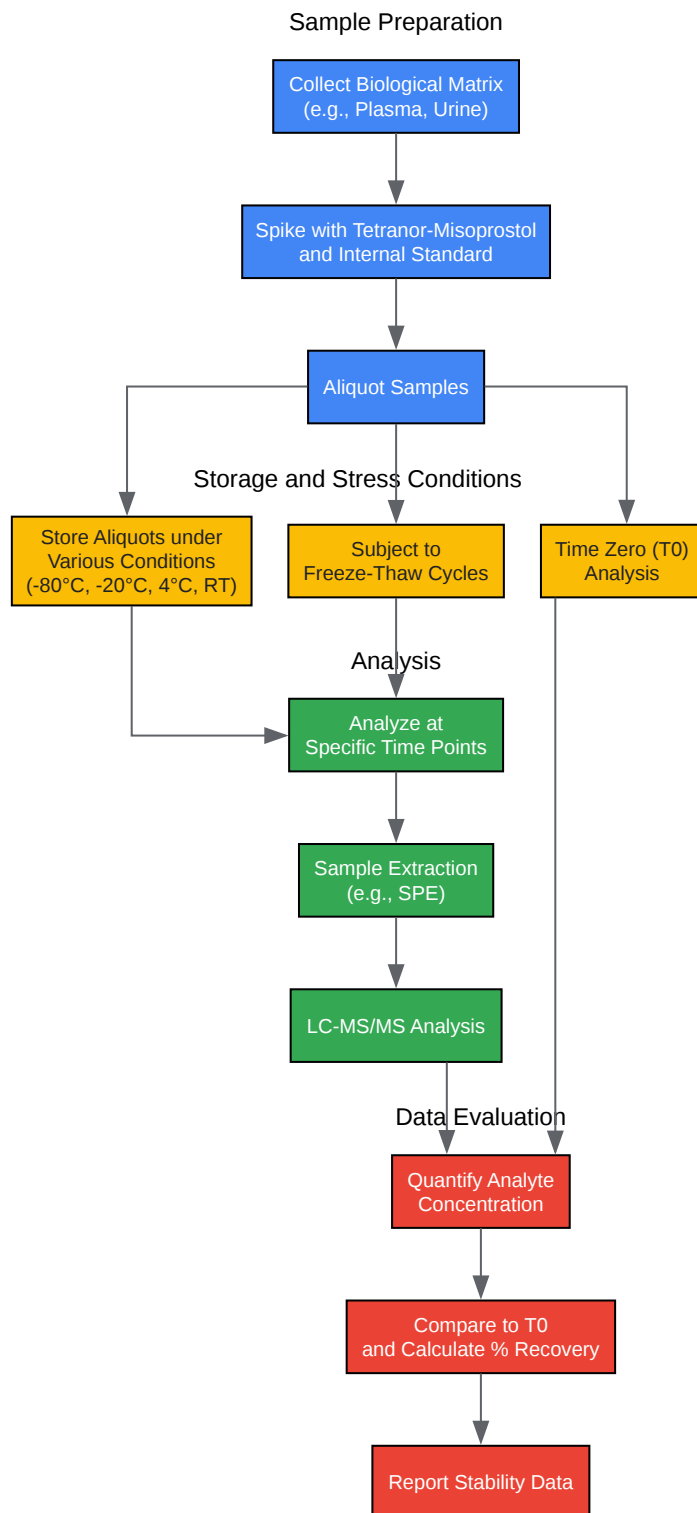 Sample Preparation
Collect Biological Matrix
(e.g., Plasma, Urine)
Spike with Tetranor-Misoprostol
and Internal Standard
Aliquot Samples
Storage and Stress Conditions
Store Aliquots under
Various Conditions
(-80°C, -20°C, 4°C, RT)
Subject to
Freeze-Thaw Cycles
Time Zero (T0)
Analysis
Analysis
Analyze at
Specific Time Points
Sample Extraction
(e.g., SPE)
LC-MS/MS Analysis
Data Evaluation
Quantify Analyte
Concentration
Compare to T0
and Calculate % Recovery
Report Stability Data